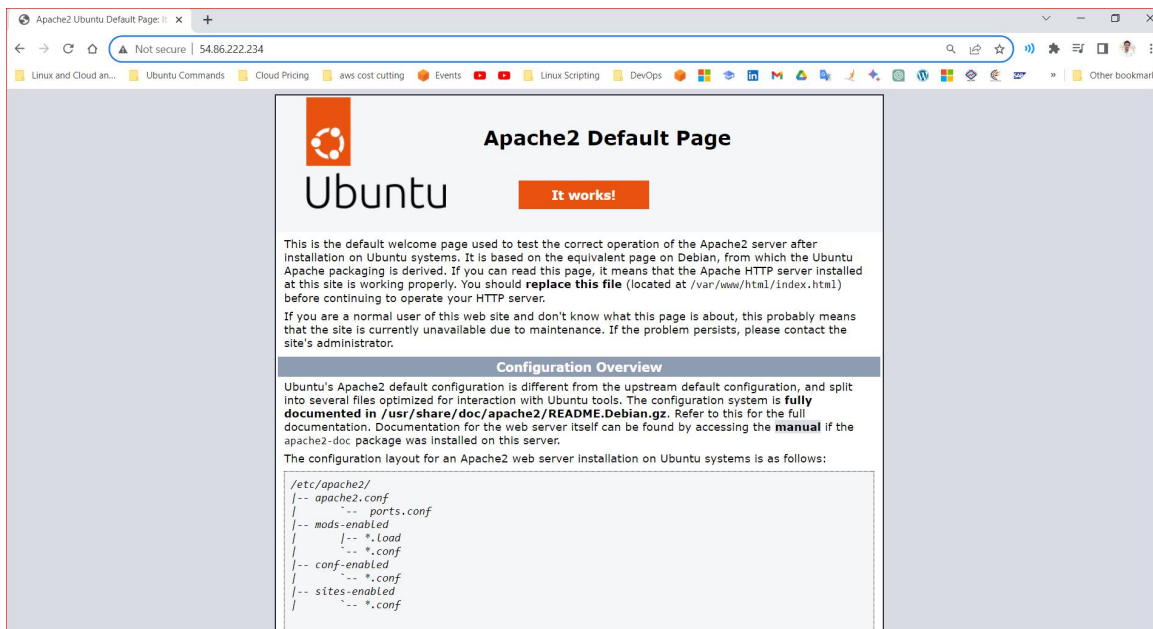 Apache2 Ubuntu Default Page: It
Not secure | 54.86.222.234
Linux and Cloud an... Ubuntu Commands Cloud Pricing aws cost cutting Events Linux Scripting DevOps » Other bookmar
Apache2 Default Page
Ubuntu
It works!
This is the default welcome page used to test the correct operation of the Apache2 server after
installation on Ubuntu systems. It is based on the equivalent page on Debian, from which the Ubuntu
Apache packaging is derived. If you can read this page, it means that the Apache HTTP server installed
at this site is working properly. You should replace this file (located at /var/www/html/index.html)
before continuing to operate your HTTP server.
If you are a normal user of this web site and don't know what this page is about, this probably means
that the site is currently unavailable due to maintenance. If the problem persists, please contact the
site's administrator.
Configuration Overview
Ubuntu's Apache2 default configuration is different from the upstream default configuration, and split
into several files optimized for interaction with Ubuntu tools. The configuration system is fully
documented in /usr/share/doc/apache2/README.Debian.gz. Refer to this for the full
documentation. Documentation for the web server itself can be found by accessing the manual if the
apache2-doc package was installed on this server.
The configuration layout for an Apache2 web server installation on Ubuntu systems is as follows:
/etc/apache2/
|-- apache2.conf
|       `--  ports.conf
|-- mods-enabled
|       |-- *.load
|       `-- *.conf
|-- conf-enabled
|       `-- *.conf
|-- sites-enabled
|       `-- *.conf